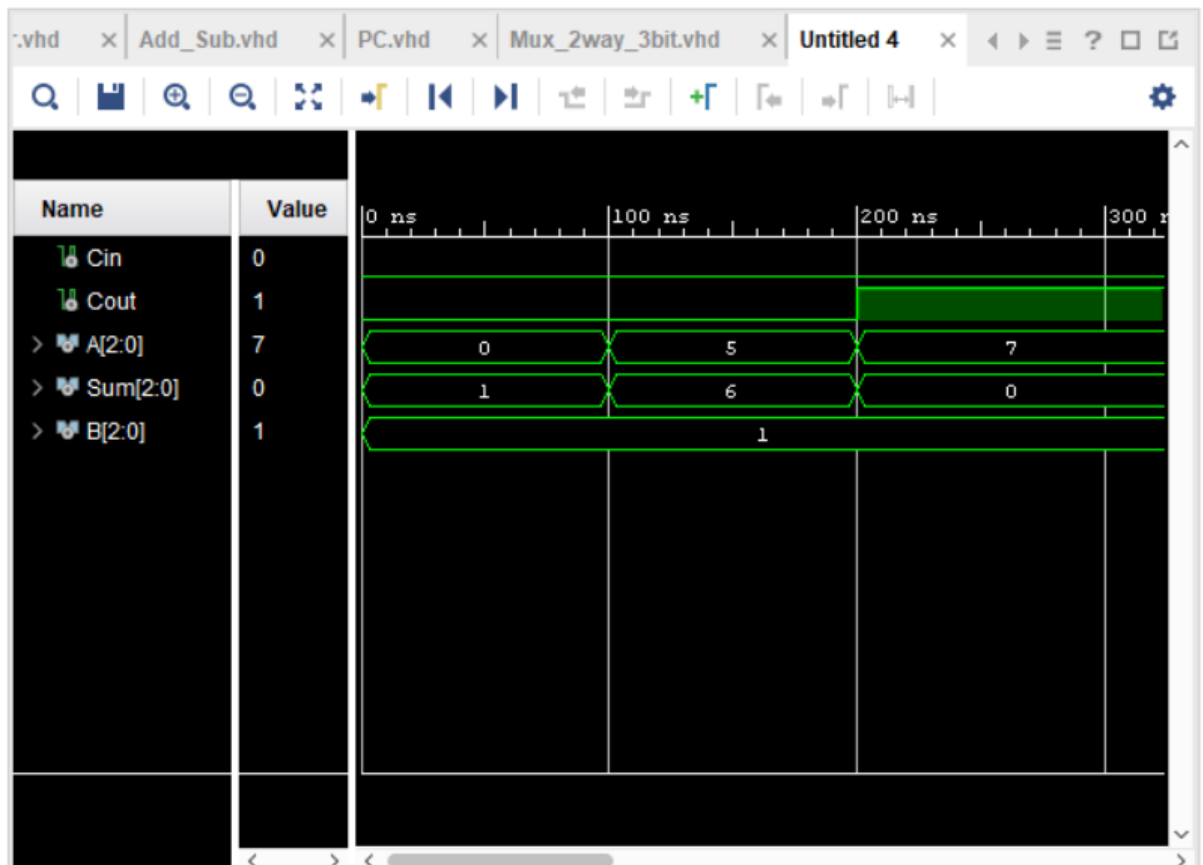 r.vhd Add_Sub.vhd PC.vhd Mux_2way_3bit.vhd Untitled 4
Name Value 0 ns 100 ns 200 ns 300 n
Cin 0
Cout 1
A[2:0] 7 0 5 7
Sum[2:0] 0 1 6 0
B[2:0] 1 1